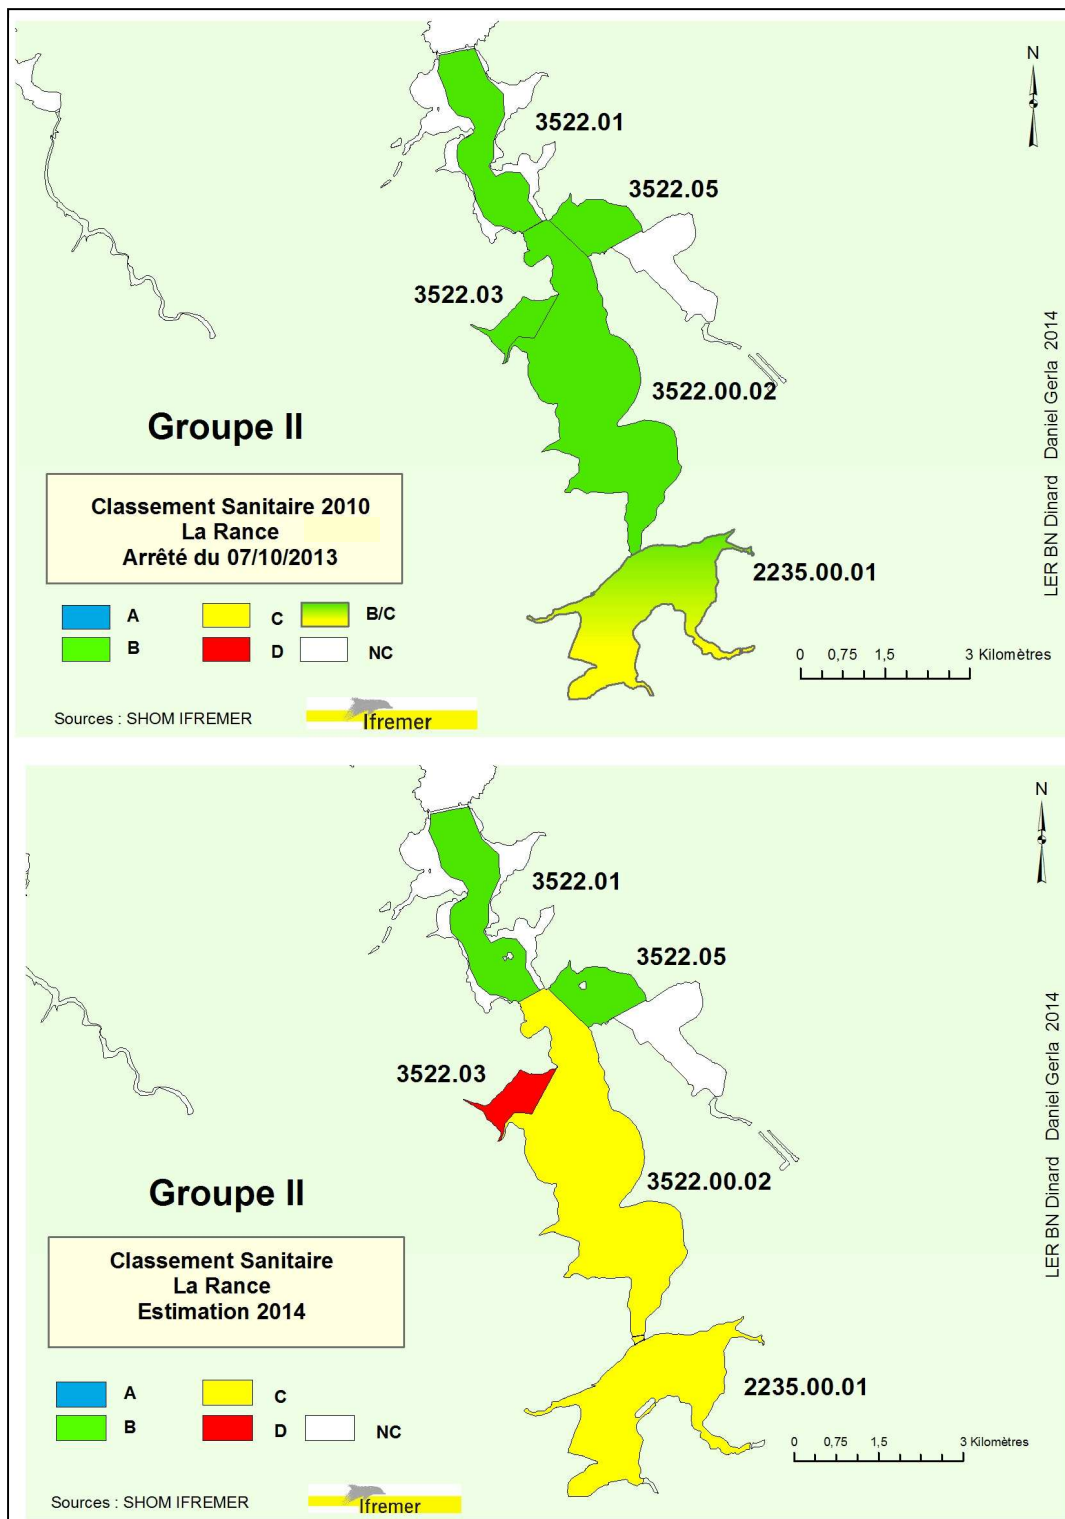 N
3522.01
3522.05
3522.03
3522.00.02
Groupe II
Classement Sanitaire 2010
La Rance
Arrêté du 07/10/2013
2235.00.01
A
C
B/C
B
D
NC
0 0,75 1,5 3 Kilomètres
Sources : SHOM IFREMER
Ifremer
LER BN Dinard Daniel Gerla 2014
N
3522.01
3522.05
3522.03
3522.00.02
Groupe II
Classement Sanitaire
La Rance
Estimation 2014
2235.00.01
A
C
B
D
NC
0 0,75 1,5 3 Kilomètres
Sources : SHOM IFREMER
Ifremer
LER BN Dinard Daniel Gerla 2014